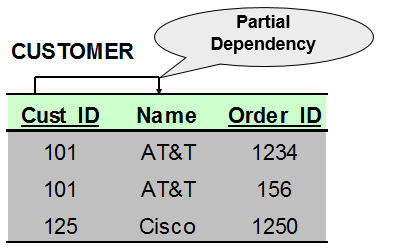 Partial
Dependency
CUSTOMER
Cust_ID Name Order_ID
101 AT&T 1234
101 AT&T 156
125 Cisco 1250